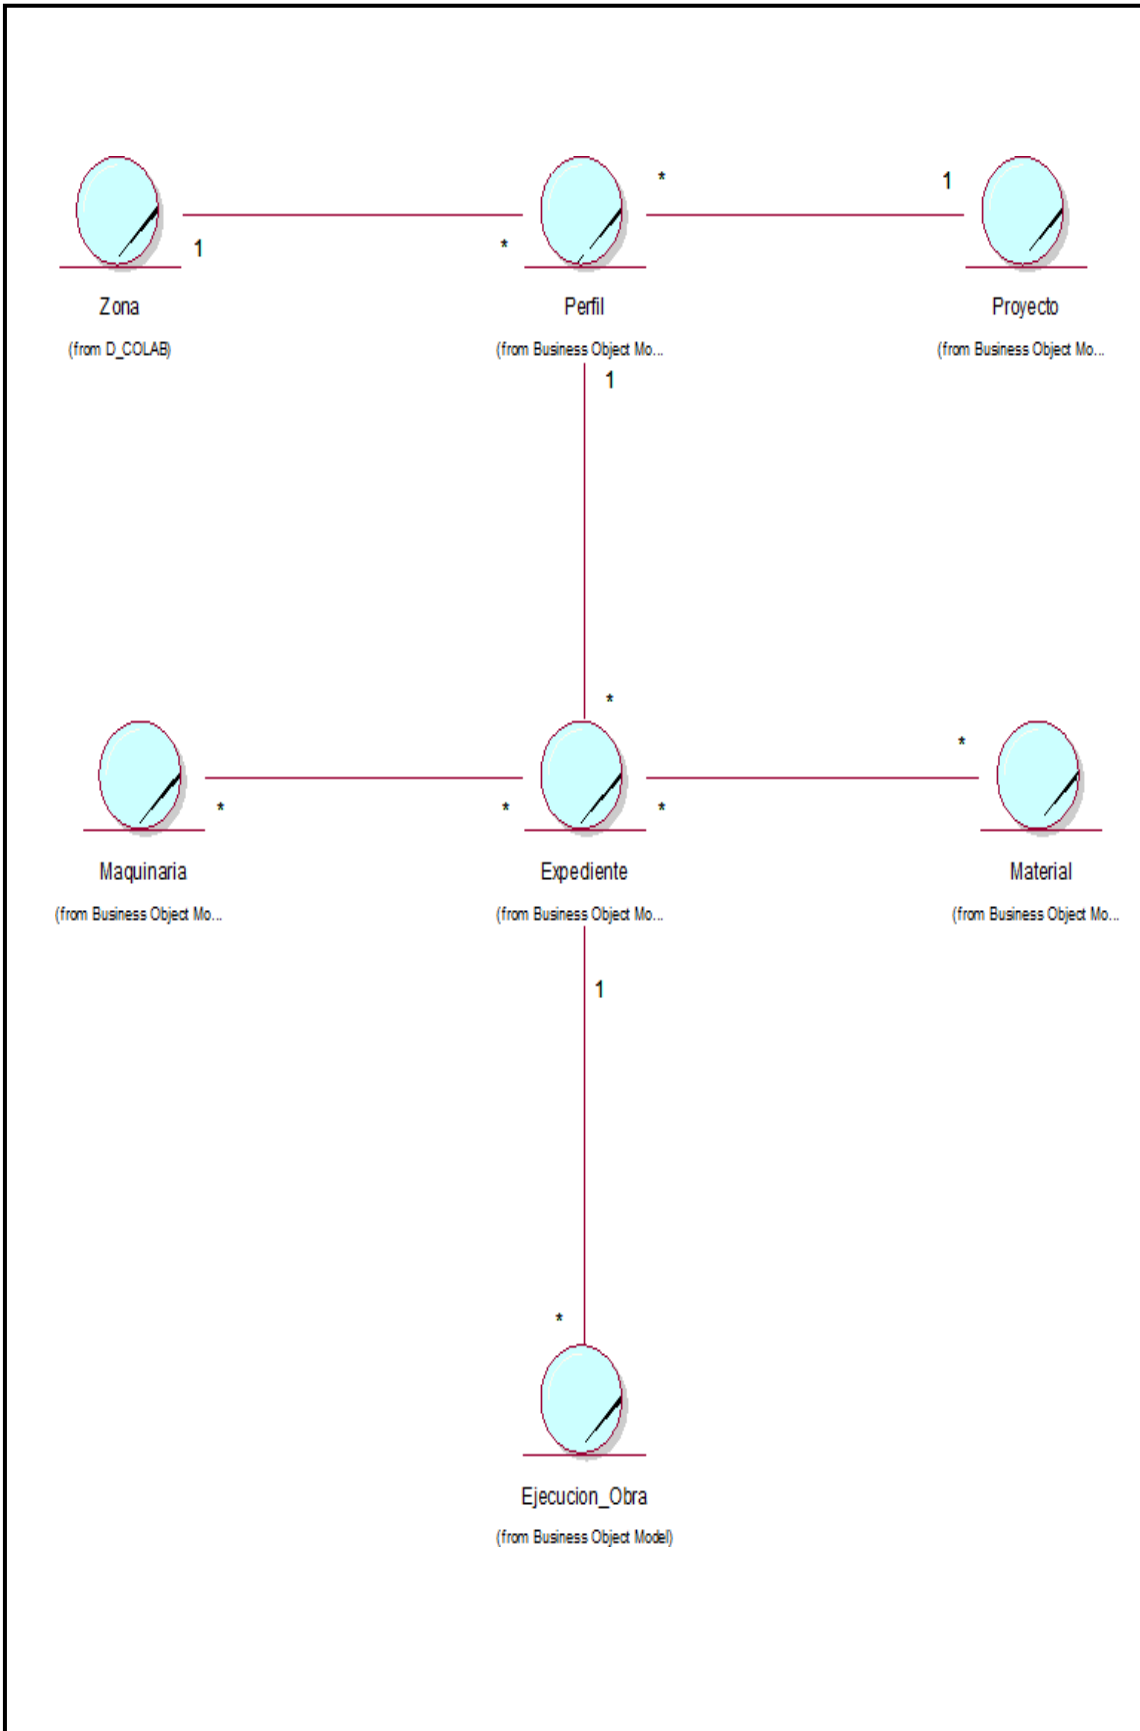 *
1
1
*
Zona
Perfil
Proyecto
(from D_COLAB)
(from Business Object Mo...
(from Business Object Mo...
1
*
*
*
*
*
Maquinaria
Expediente
Material
(from Business Object Mo...
(from Business Object Mo...
(from Business Object Mo...
1
*
Ejecucion_Obra
(from Business Object Model)